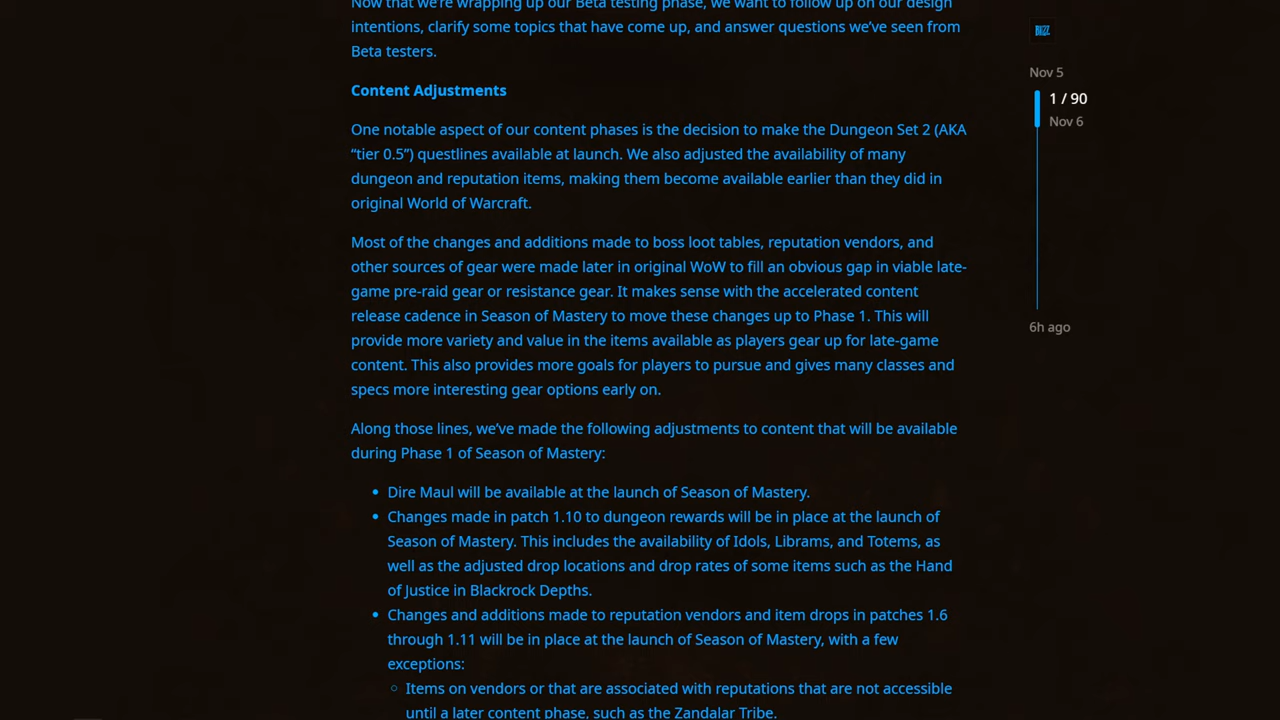 Now that we’re wrapping up our Beta testing phase, we want to follow up on our design
intentions, clarify some topics that have come up, and answer questions we’ve seen from
Beta testers.
Content Adjustments
One notable aspect of our content phases is the decision to make the Dungeon Set 2 (AKA
“tier 0.5”) questlines available at launch. We also adjusted the availability of many
dungeon and reputation items, making them become available earlier than they did in
original World of Warcraft.
Most of the changes and additions made to boss loot tables, reputation vendors, and
other sources of gear were made later in original WoW to fill an obvious gap in viable late-
game pre-raid gear or resistance gear. It makes sense with the accelerated content
release cadence in Season of Mastery to move these changes up to Phase 1. This will
provide more variety and value in the items available as players gear up for late-game
content. This also provides more goals for players to pursue and gives many classes and
specs more interesting gear options early on.
Along those lines, we’ve made the following adjustments to content that will be available
during Phase 1 of Season of Mastery:
• Dire Maul will be available at the launch of Season of Mastery.
• Changes made in patch 1.10 to dungeon rewards will be in place at the launch of
Season of Mastery. This includes the availability of Idols, Librams, and Totems, as
well as the adjusted drop locations and drop rates of some items such as the Hand
of Justice in Blackrock Depths.
• Changes and additions made to reputation vendors and item drops in patches 1.6
through 1.11 will be in place at the launch of Season of Mastery, with a few
exceptions:
◦ Items on vendors or that are associated with reputations that are not accessible
until a later content phase, such as the Zandalar Tribe.
BLIZZ
Nov 5
1 / 90
Nov 6
6h ago